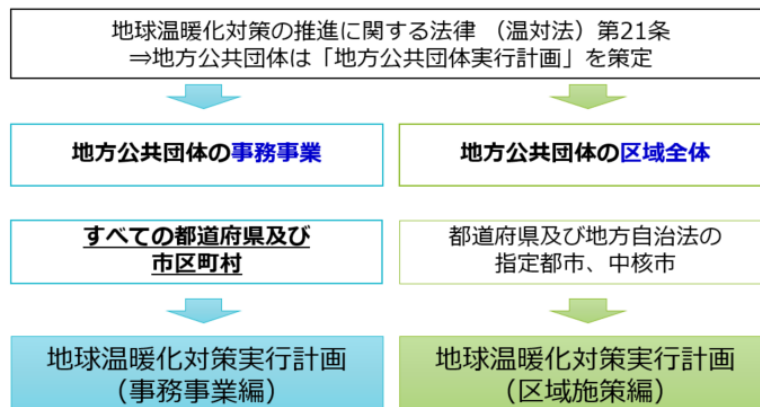 地球温暖化対策の推進に関する法律 （温対法）第21条
⇒地方公共団体は「地方公共団体実行計画」を策定
地方公共団体の事務事業
すべての都道府県及び
市区町村
地球温暖化対策実行計画
（事務事業編）
地方公共団体の区域全体
都道府県及び地方自治法の
指定都市、中核市
地球温暖化対策実行計画
（区域施策編）